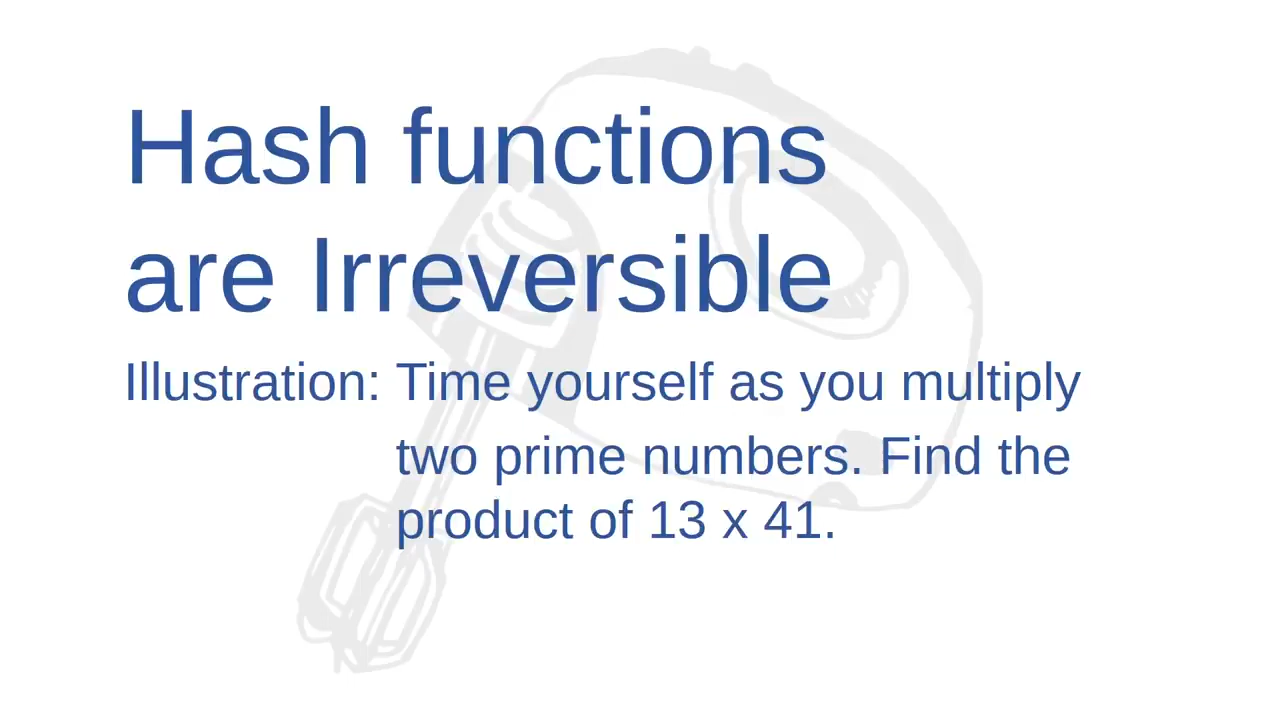 Hash functions
are Irreversible
Illustration: Time yourself as you multiply
two prime numbers. Find the
product of 13 x 41.